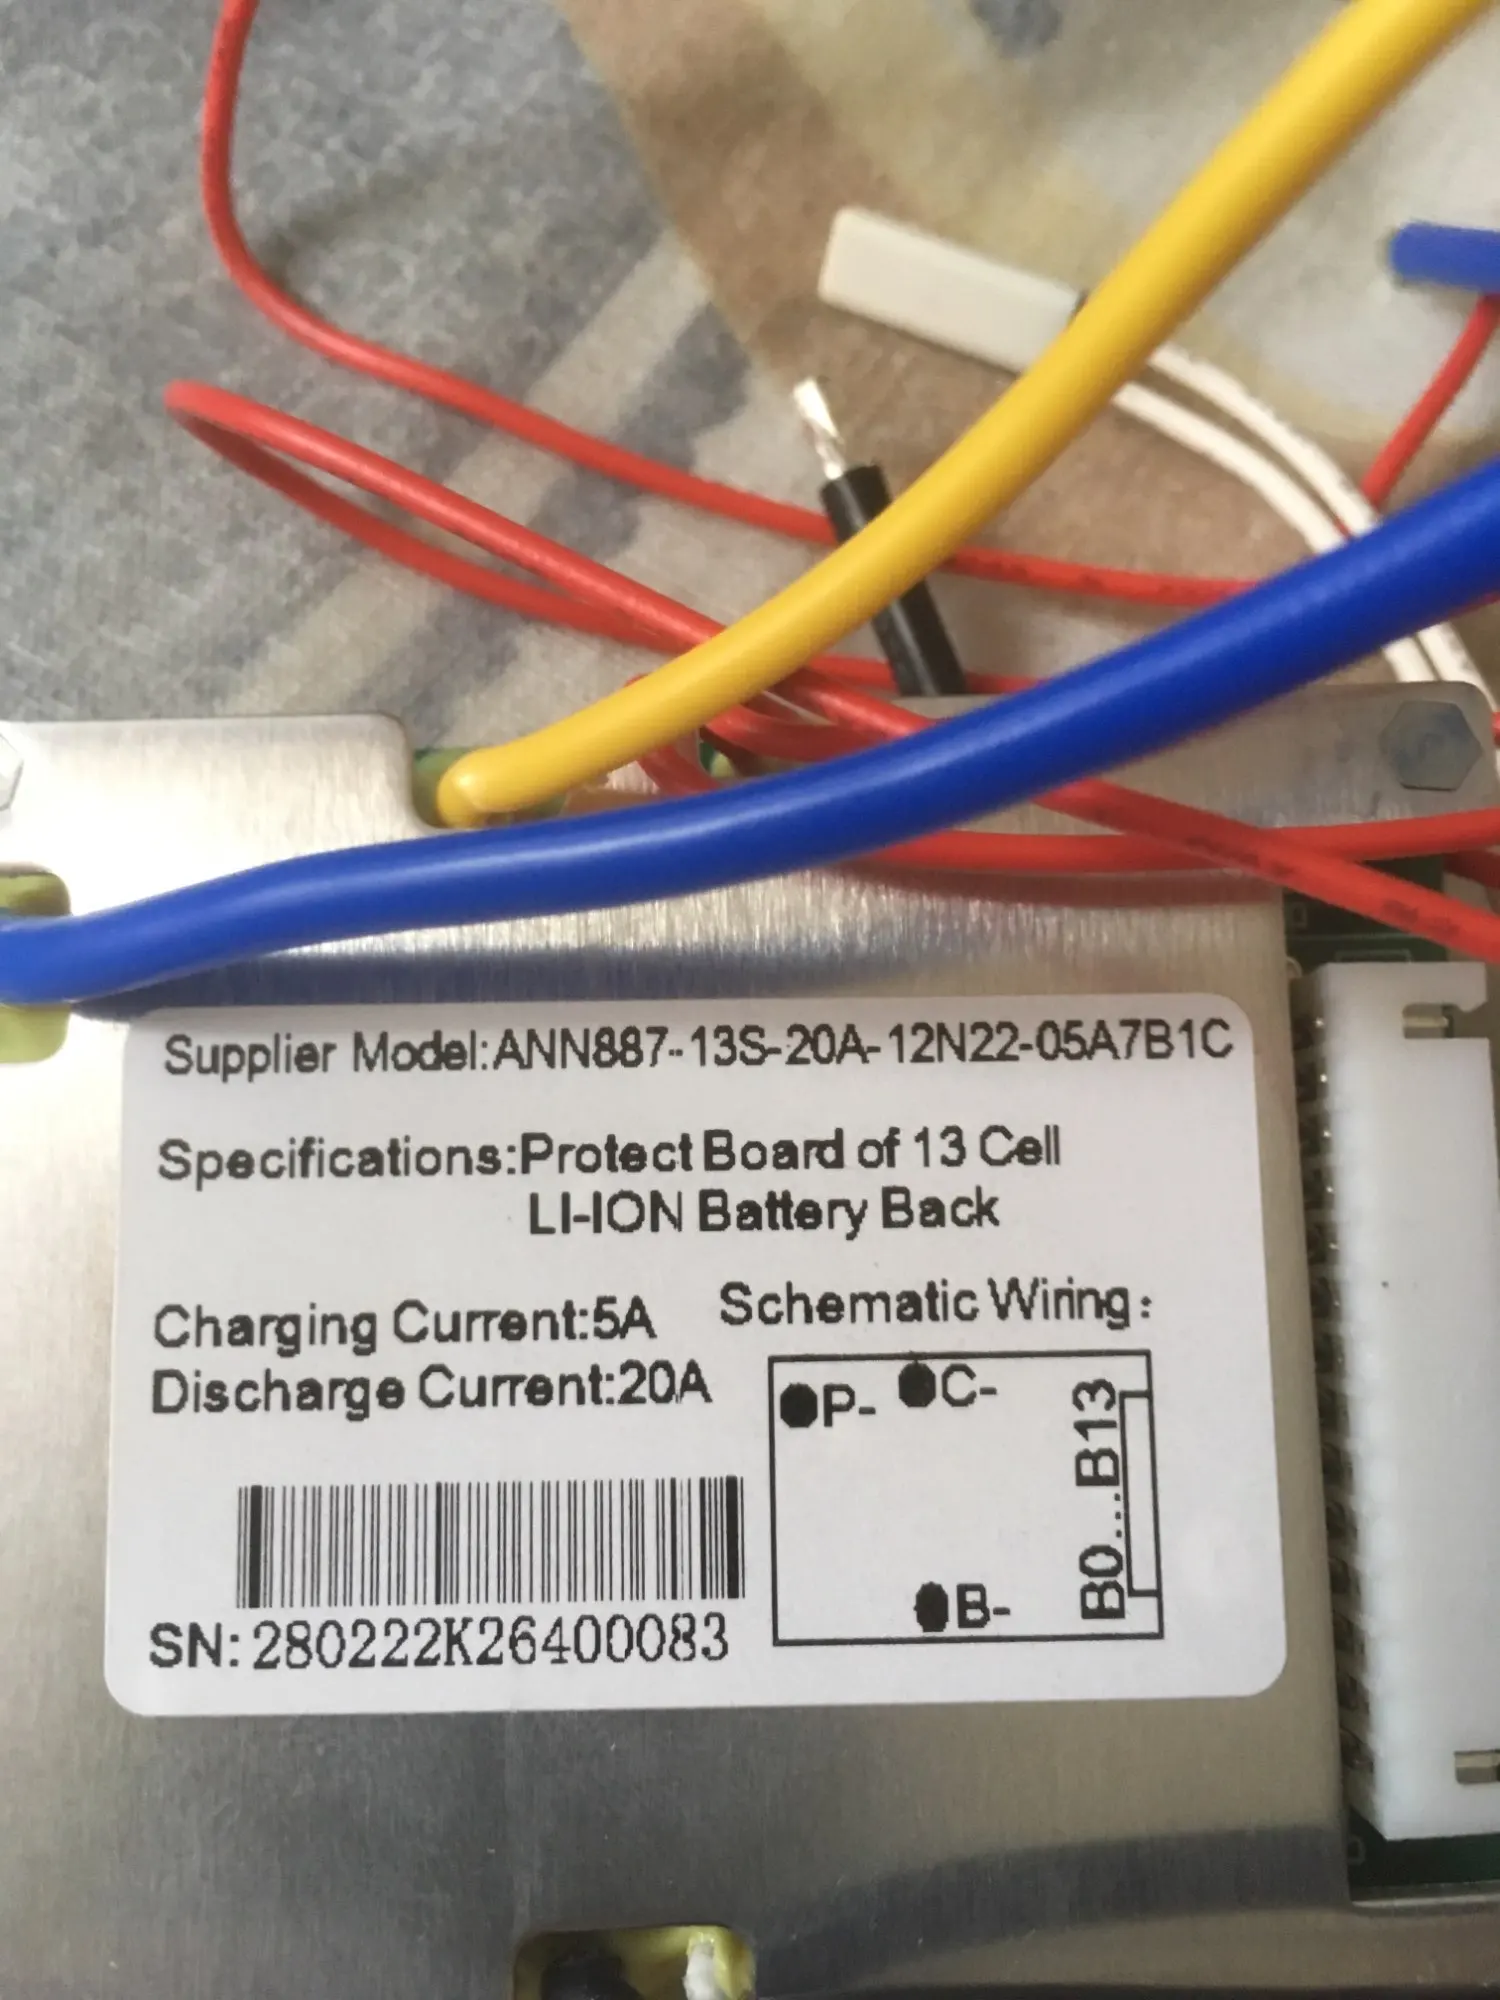 Supplier Model:ANN887-13S-20A-12N22-05A7B1C
Specifications:Protect Board of 13 Cell
LI-ION Battery Back
Charging Current:5A
Discharge Current:20A
Schematic Wiring:
P-
C-
B0...B13
B-
SN:280222K26400083